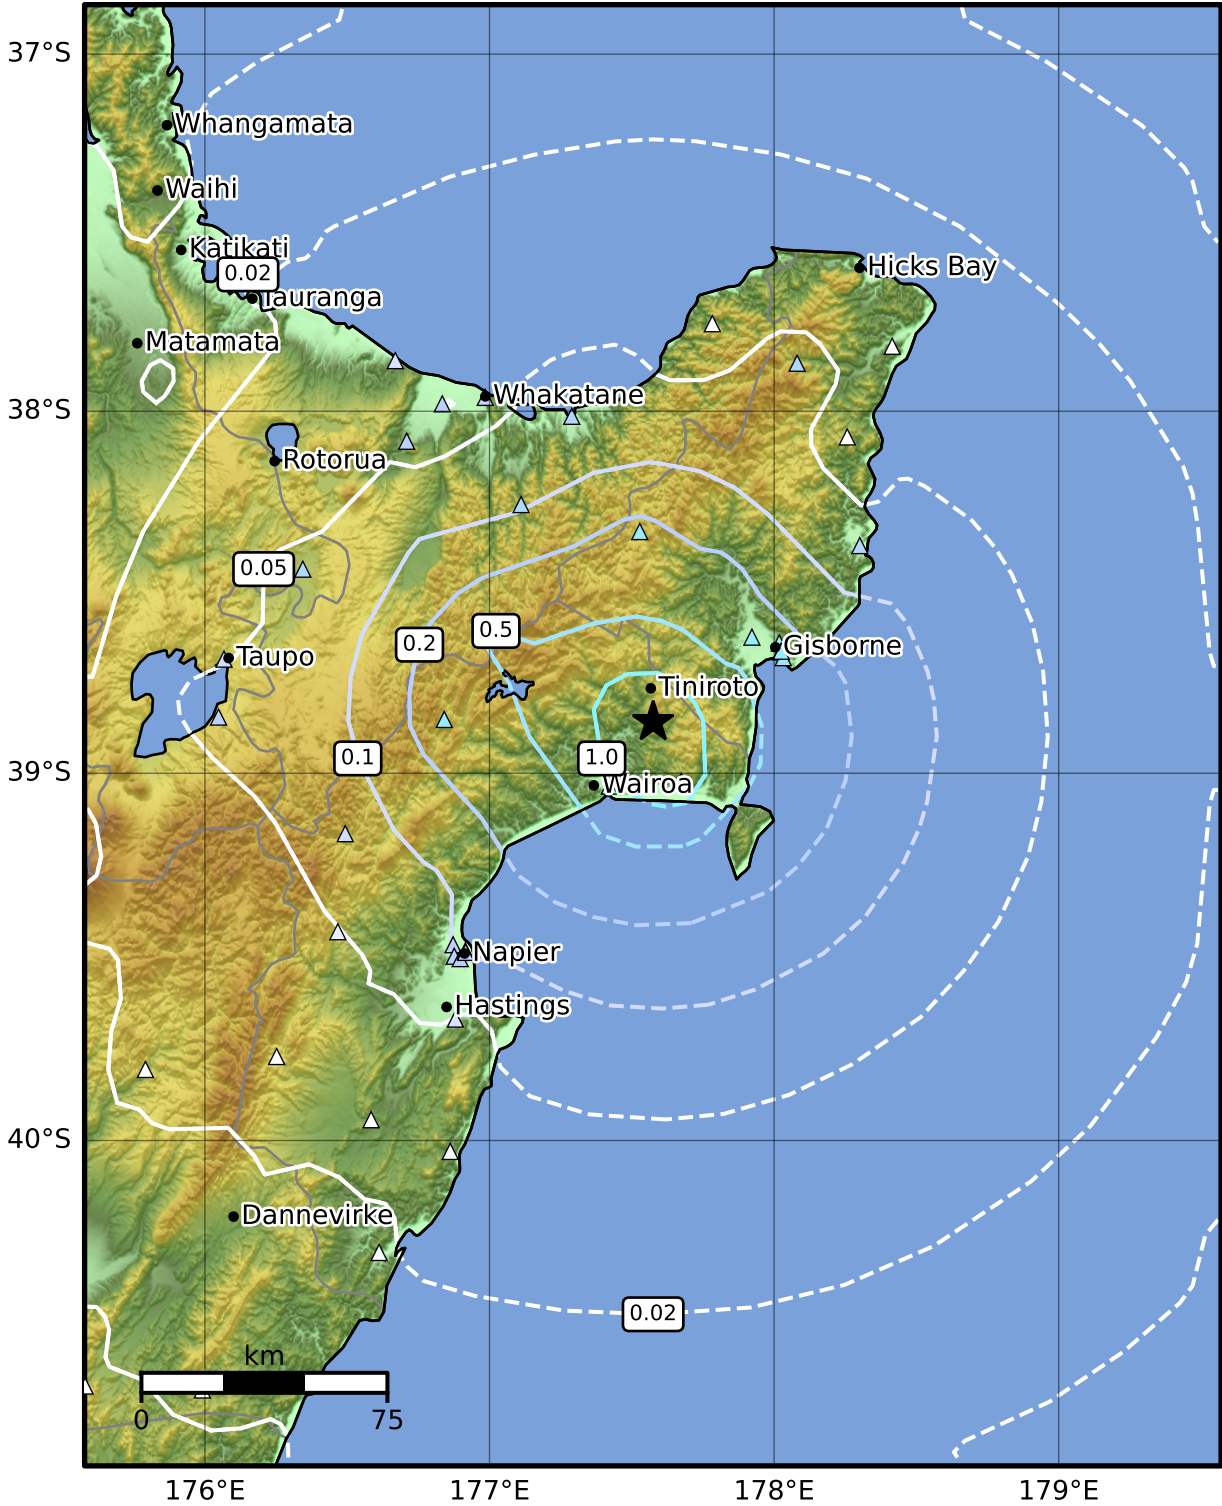 37°S
Whangamata
Waihi
Katikati
0.02
Tauranga
Hicks Bay
Matamata
Whakatane
38°S
Rotorua
0.05
0.5
0.2
Gisborne
Taupo
Tiniroto
0.1
1.0
39°S
Wairoa
Napier
Hastings
40°S
Dannevirke
0.02
km
0
75
176°E
177°E
178°E
179°E